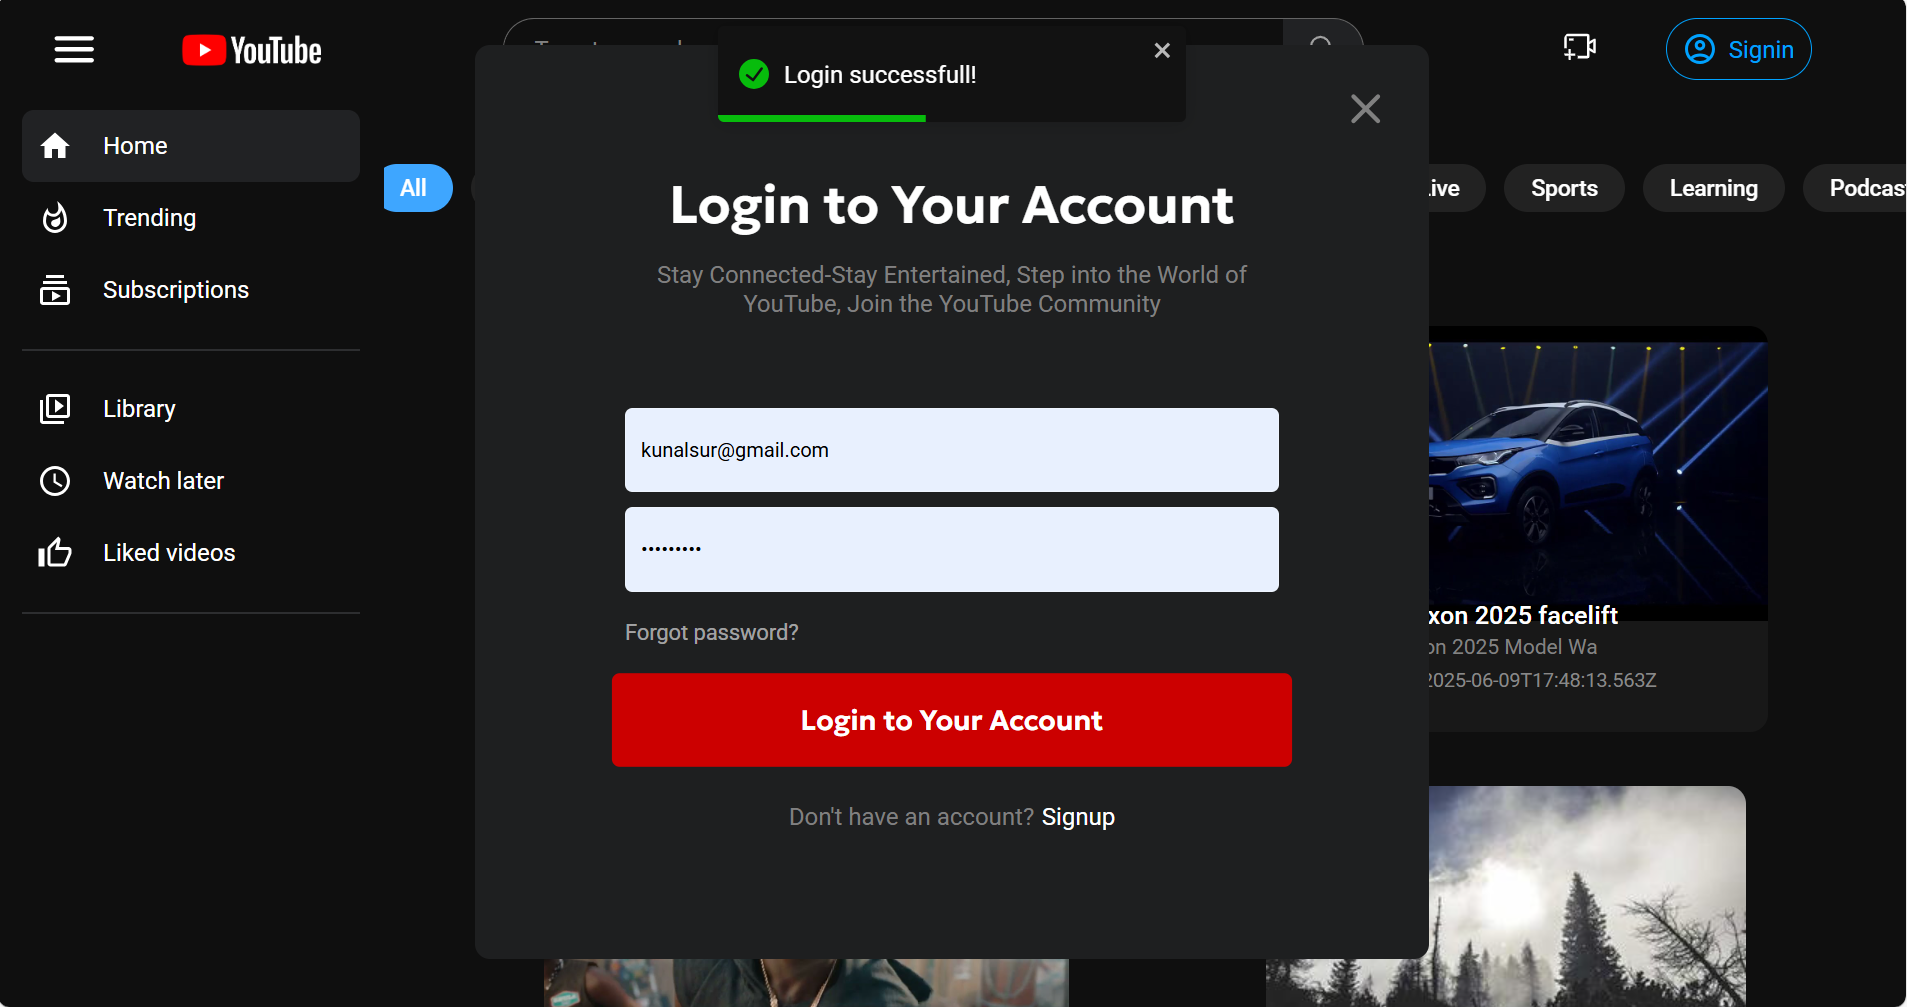 YouTube
Login successfull!
Signin
Home
Trending
Subscriptions
Library
Watch later
Liked videos
All
Sports
Learning
Login to Your Account
Stay Connected-Stay Entertained, Step into the World of
YouTube, Join the YouTube Community
kunalsur@gmail.com
Forgot password?
Login to Your Account
Don't have an account? Signup
xon 2025 facelift
on 2025 Model Wa
2025-06-09T17:48:13.563Z